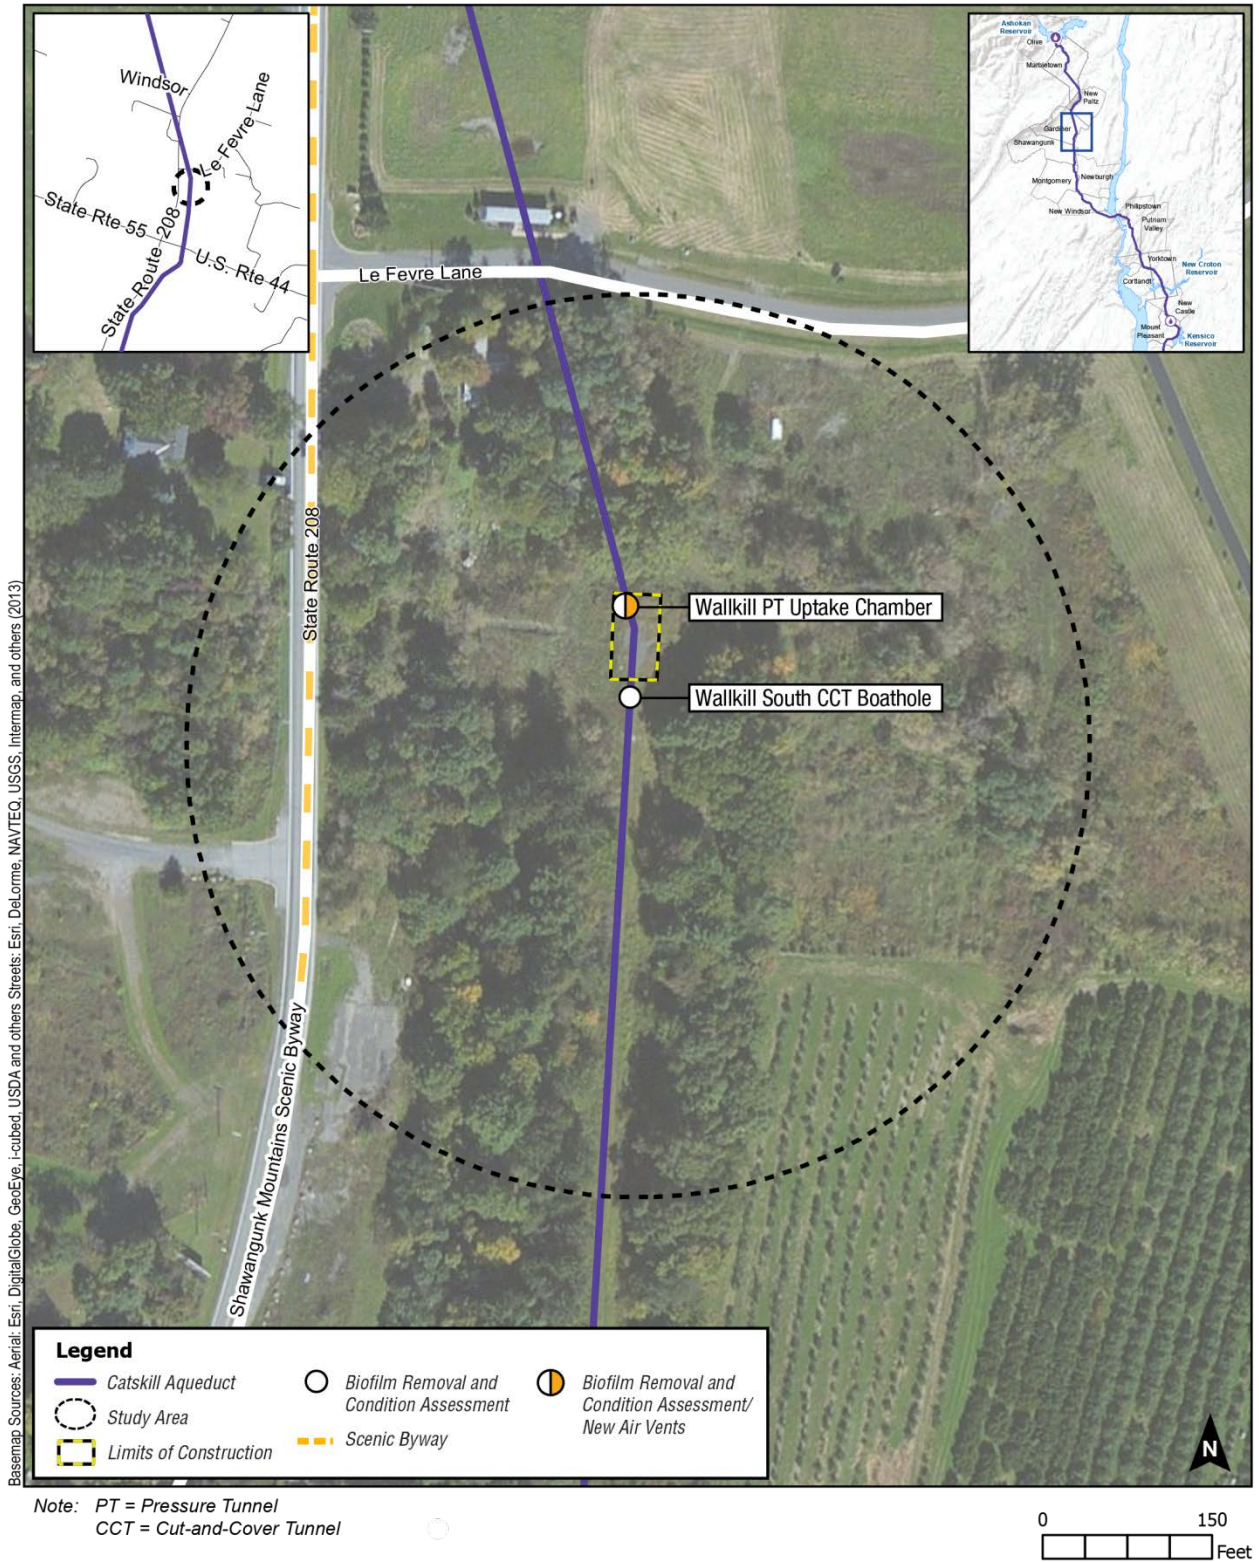 Windsor
Le Fevre Lane
State Rte 55
State Route 208
U.S. Rte 44
Ashokan
Reservoir
Olive
Marbletown
New
Paltz
Gardiner
Shawangunk
Montgomery
Newburgh
New Windsor
Philipstown
Putnam
Valley
Yorktown
New Croton
Reservoir
Cortlandt
New
Castle
Mount
Pleasant
Kensico
Reservoir
Le Fevre Lane
State Route 208
Wallkill PT Uptake Chamber
Wallkill South CCT Boathole
Shawangunk Mountains Scenic Byway
Basemap Sources: Aerial: Esri, DigitalGlobe, GeoEye, i-cubed, USDA and others Streets: Esri, DeLorme, NAVTEQ, USGS, Intermap, and others (2013)
Legend
Catskill Aqueduct
Study Area
Limits of Construction
Biofilm Removal and
Condition Assessment
Scenic Byway
Biofilm Removal and
Condition Assessment/
New Air Vents
N
Note: PT = Pressure Tunnel
CCT = Cut-and-Cover Tunnel
0 150
Feet